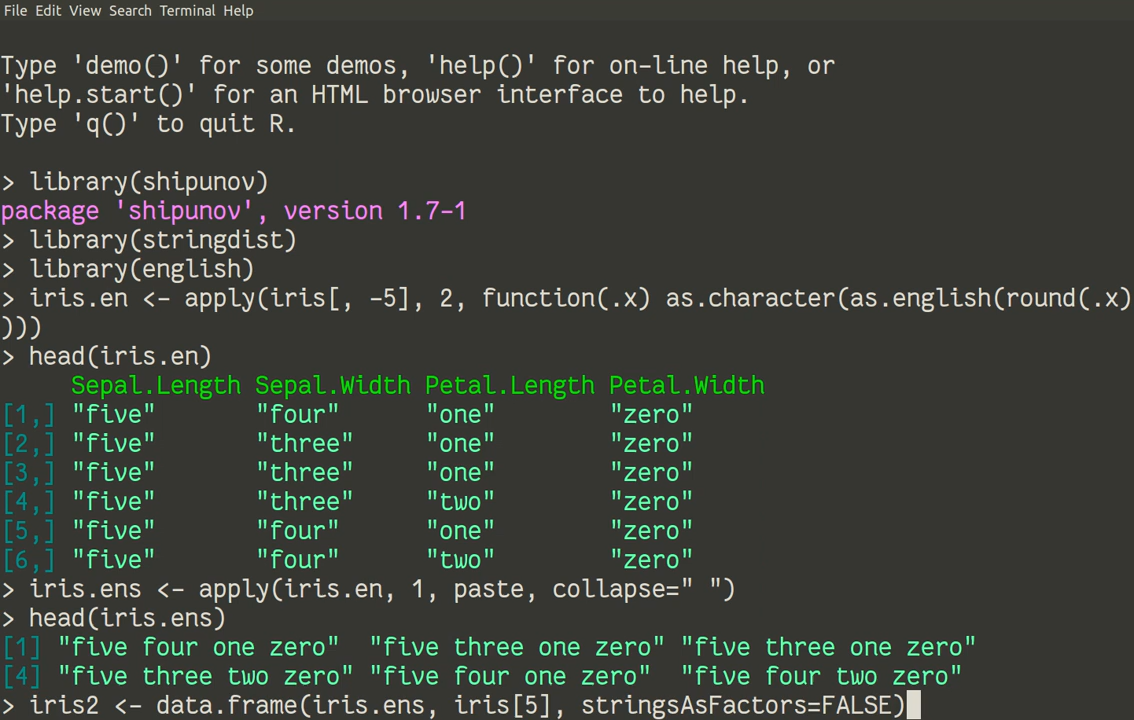 File Edit View Search Terminal Help
Type 'demo()' for some demos, 'help()' for on-line help, or
'help.start()' for an HTML browser interface to help.
Type 'q()' to quit R.
> library(shipunov)
package 'shipunov', version 1.7-1
> library(stringdist)
> library(english)
> iris.en <- apply(iris[, -5], 2, function(.x) as.character(as.english(round(.x)
)))
> head(iris.en)
     Sepal.Length Sepal.Width Petal.Length Petal.Width
[1,] "five"       "four"      "one"        "zero"
[2,] "five"       "three"     "one"        "zero"
[3,] "five"       "three"     "one"        "zero"
[4,] "five"       "three"     "two"        "zero"
[5,] "five"       "four"      "one"        "zero"
[6,] "five"       "four"      "two"        "zero"
> iris.ens <- apply(iris.en, 1, paste, collapse=" ")
> head(iris.ens)
[1] "five four one zero"  "five three one zero" "five three one zero"
[4] "five three two zero" "five four one zero"  "five four two zero"
> iris2 <- data.frame(iris.ens, iris[5], stringsAsFactors=FALSE)